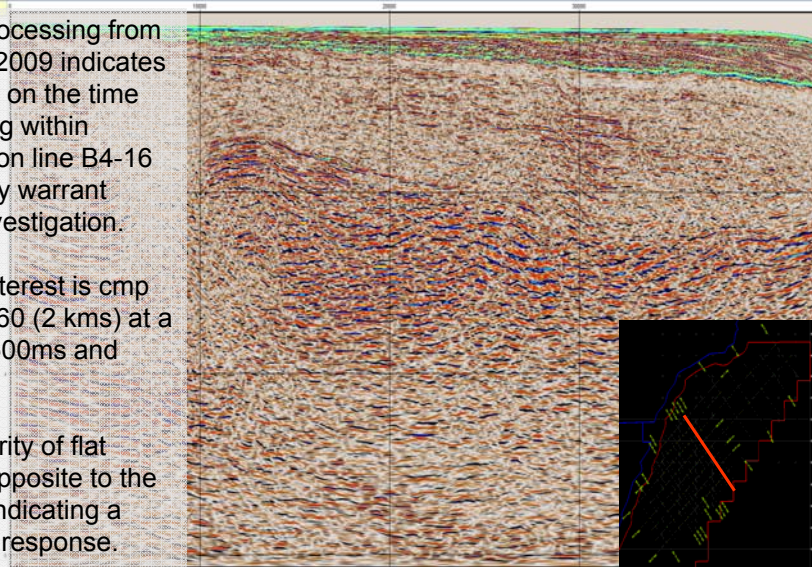 1000 2000 3000
ocessing from
2009 indicates
on the time
g within
on line B4-16
y warrant
vestigation.
terest is cmp
60 (2 kms) at a
00ms and
rity of flat
pposite to the
ndicating a
response.